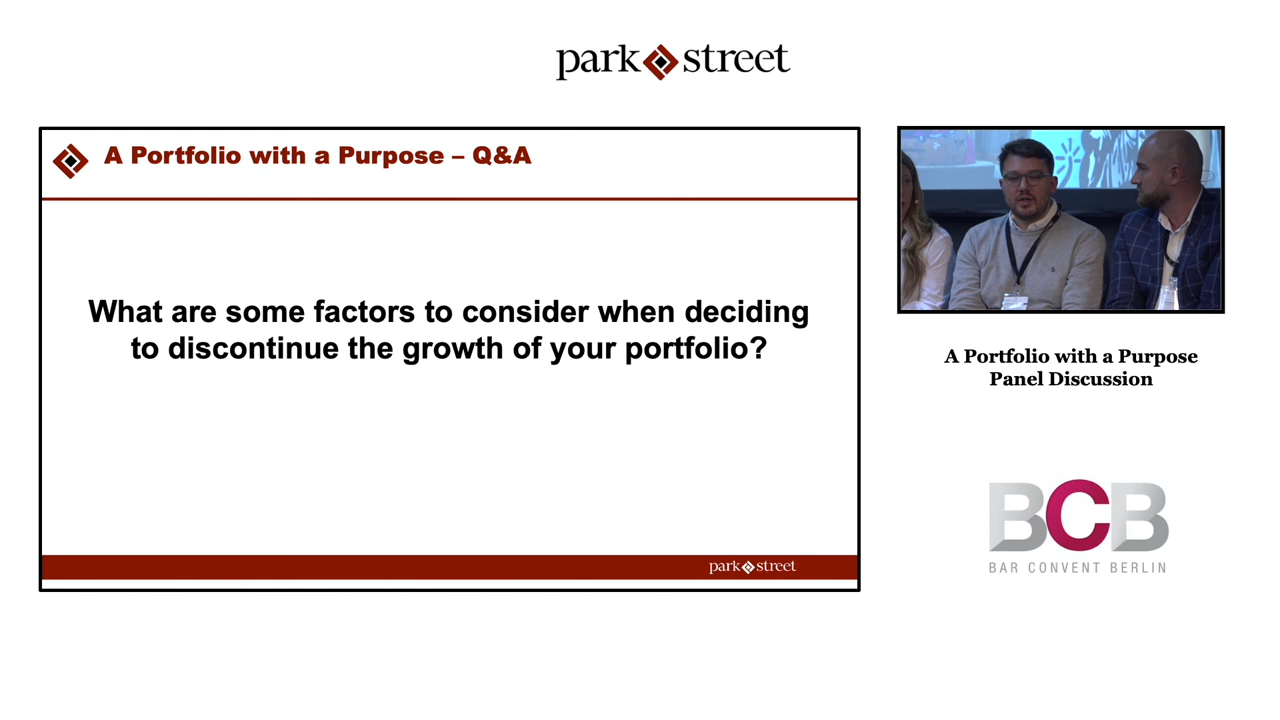 park street
A Portfolio with a Purpose – Q&A
What are some factors to consider when deciding
to discontinue the growth of your portfolio?
park street
A Portfolio with a Purpose
Panel Discussion
BCB
BAR CONVENT BERLIN